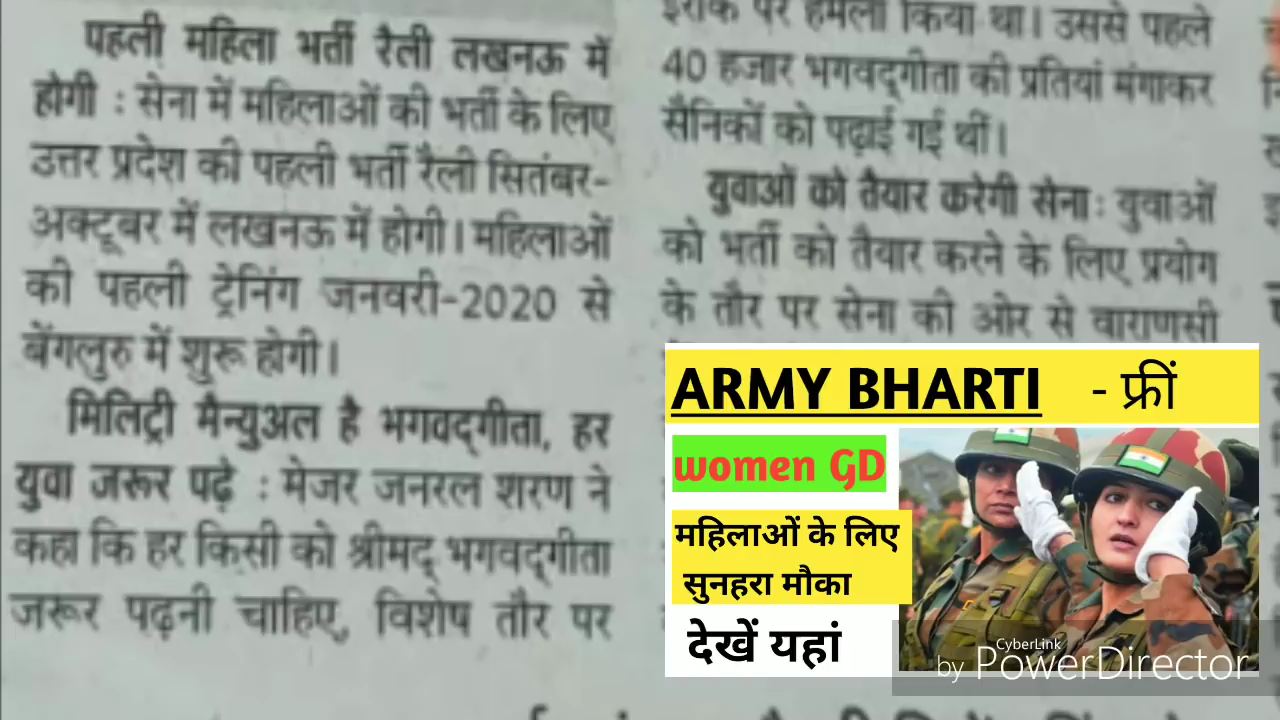 पहली महिला भर्ती रैली लखनऊ में
होगी : सेना में महिलाओं की भर्ती के लिए
उत्तर प्रदेश की पहली भर्ती रैली सितंबर-
अक्टूबर में लखनऊ में होगी। महिलाओं
की पहली ट्रेनिंग जनवरी-2020 से
बेंगलुरु में शुरू होगी।
मिलिट्री मैन्युअल है भगवद्गीता, हर
युवा जरूर पढ़े : मेजर जनरल शरण ने
कहा कि हर किसी को श्रीमद् भगवद्गीता
जरूर पढ़नी चाहिए, विशेष तौर पर
इराक पर हमला किया था। उससे पहले
40 हजार भगवद्गीता की प्रतियां मंगाकर
सैनिकों को पढ़ाई गई थीं।
युवाओं को तैयार करेगी सेना : युवाओं
को भर्ती को तैयार करने के लिए प्रयोग
के तौर पर सेना की ओर से वाराणसी
ARMY BHARTI - फ्रीं
women GD
महिलाओं के लिए
सुनहरा मौका
देखें यहां
CyberLink
by PowerDirector